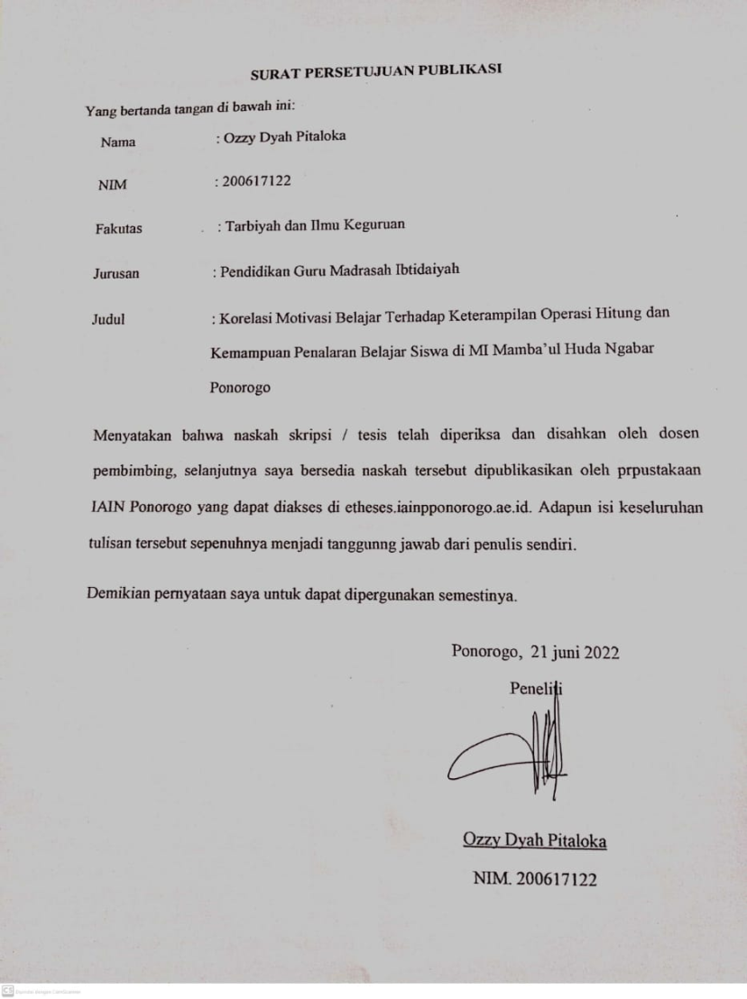 SURAT PERSETUJUAN PUBLIKASI
Yang bertanda tangan di bawah ini:
Nama : Ozzy Dyah Pitaloka
NIM : 200617122
Fakutas : Tarbiyah dan Ilmu Keguruan
Jurusan : Pendidikan Guru Madrasah Ibtidaiyah
Judul : Korelasi Motivasi Belajar Terhadap Keterampilan Operasi Hitung dan
Kemampuan Penalaran Belajar Siswa di MI Mamba'ul Huda Ngabar
Ponorogo
Menyatakan bahwa naskah skripsi / tesis telah diperiksa dan disahkan oleh dosen
pembimbing, selanjutnya saya bersedia naskah tersebut dipublikasikan oleh prpustakaan
IAIN Ponorogo yang dapat diakses di etheses.iainpponorogo.ae.id. Adapun isi keseluruhan
tulisan tersebut sepenuhnya menjadi tanggunng jawab dari penulis sendiri.
Demikian pernyataan saya untuk dapat dipergunakan semestinya.
Ponorogo, 21 juni 2022
Peneliti
Ozzy Dyah Pitaloka
NIM. 200617122
CS Dipindai dengan CamScanner